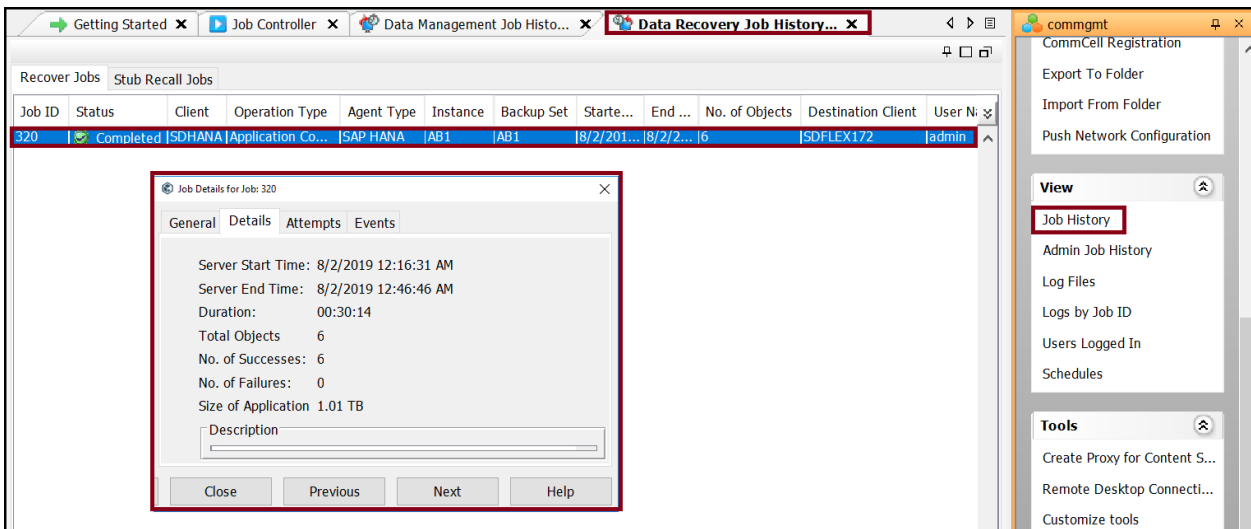 Getting Started
Job Controller
Data Management Job Histo...
Data Recovery Job History...
commgmt
CommCell Registration
Export To Folder
Import From Folder
Push Network Configuration
Recover Jobs
Stub Recall Jobs
Job ID Status Client Operation Type Agent Type Instance Backup Set Starte... End ... No. of Objects Destination Client User Na
320 Completed SDHANA Application Co... SAP HANA AB1 AB1 8/2/201... 8/2/2... 6 SDFLEX172 admin
Job Details for Job: 320
General Details Attempts Events
Server Start Time: 8/2/2019 12:16:31 AM
Server End Time: 8/2/2019 12:46:46 AM
Duration: 00:30:14
Total Objects 6
No. of Successes: 6
No. of Failures: 0
Size of Application 1.01 TB
Description
Close Previous Next Help
View
Job History
Admin Job History
Log Files
Logs by Job ID
Users Logged In
Schedules
Tools
Create Proxy for Content S...
Remote Desktop Connecti...
Customize tools